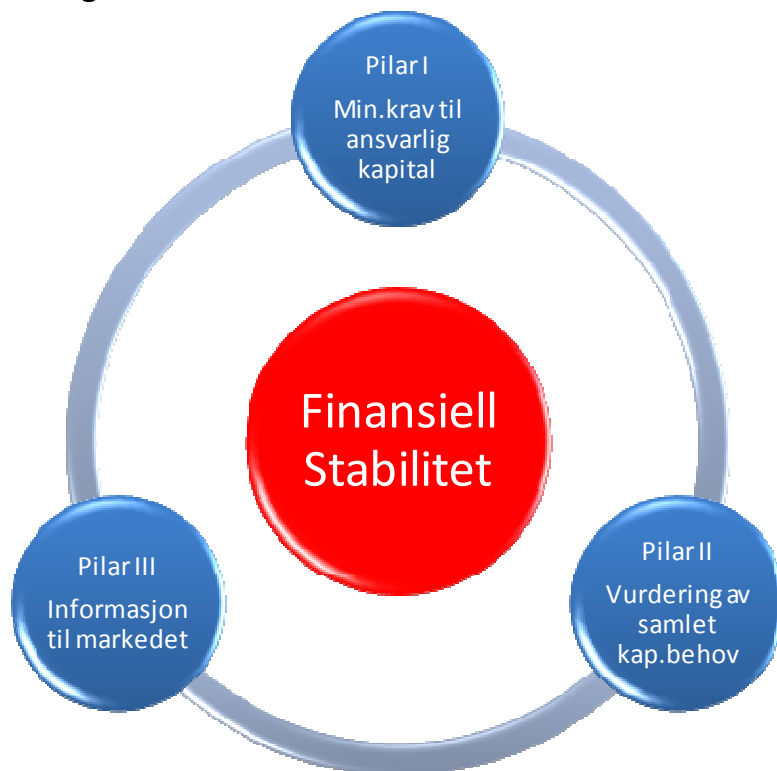 Pilar I
Min.krav til
ansvarlig
kapital
Finansiell
Stabilitet
Pilar III
Informasjon
til markedet
Pilar II
Vurdering av
samlet
kap.behov